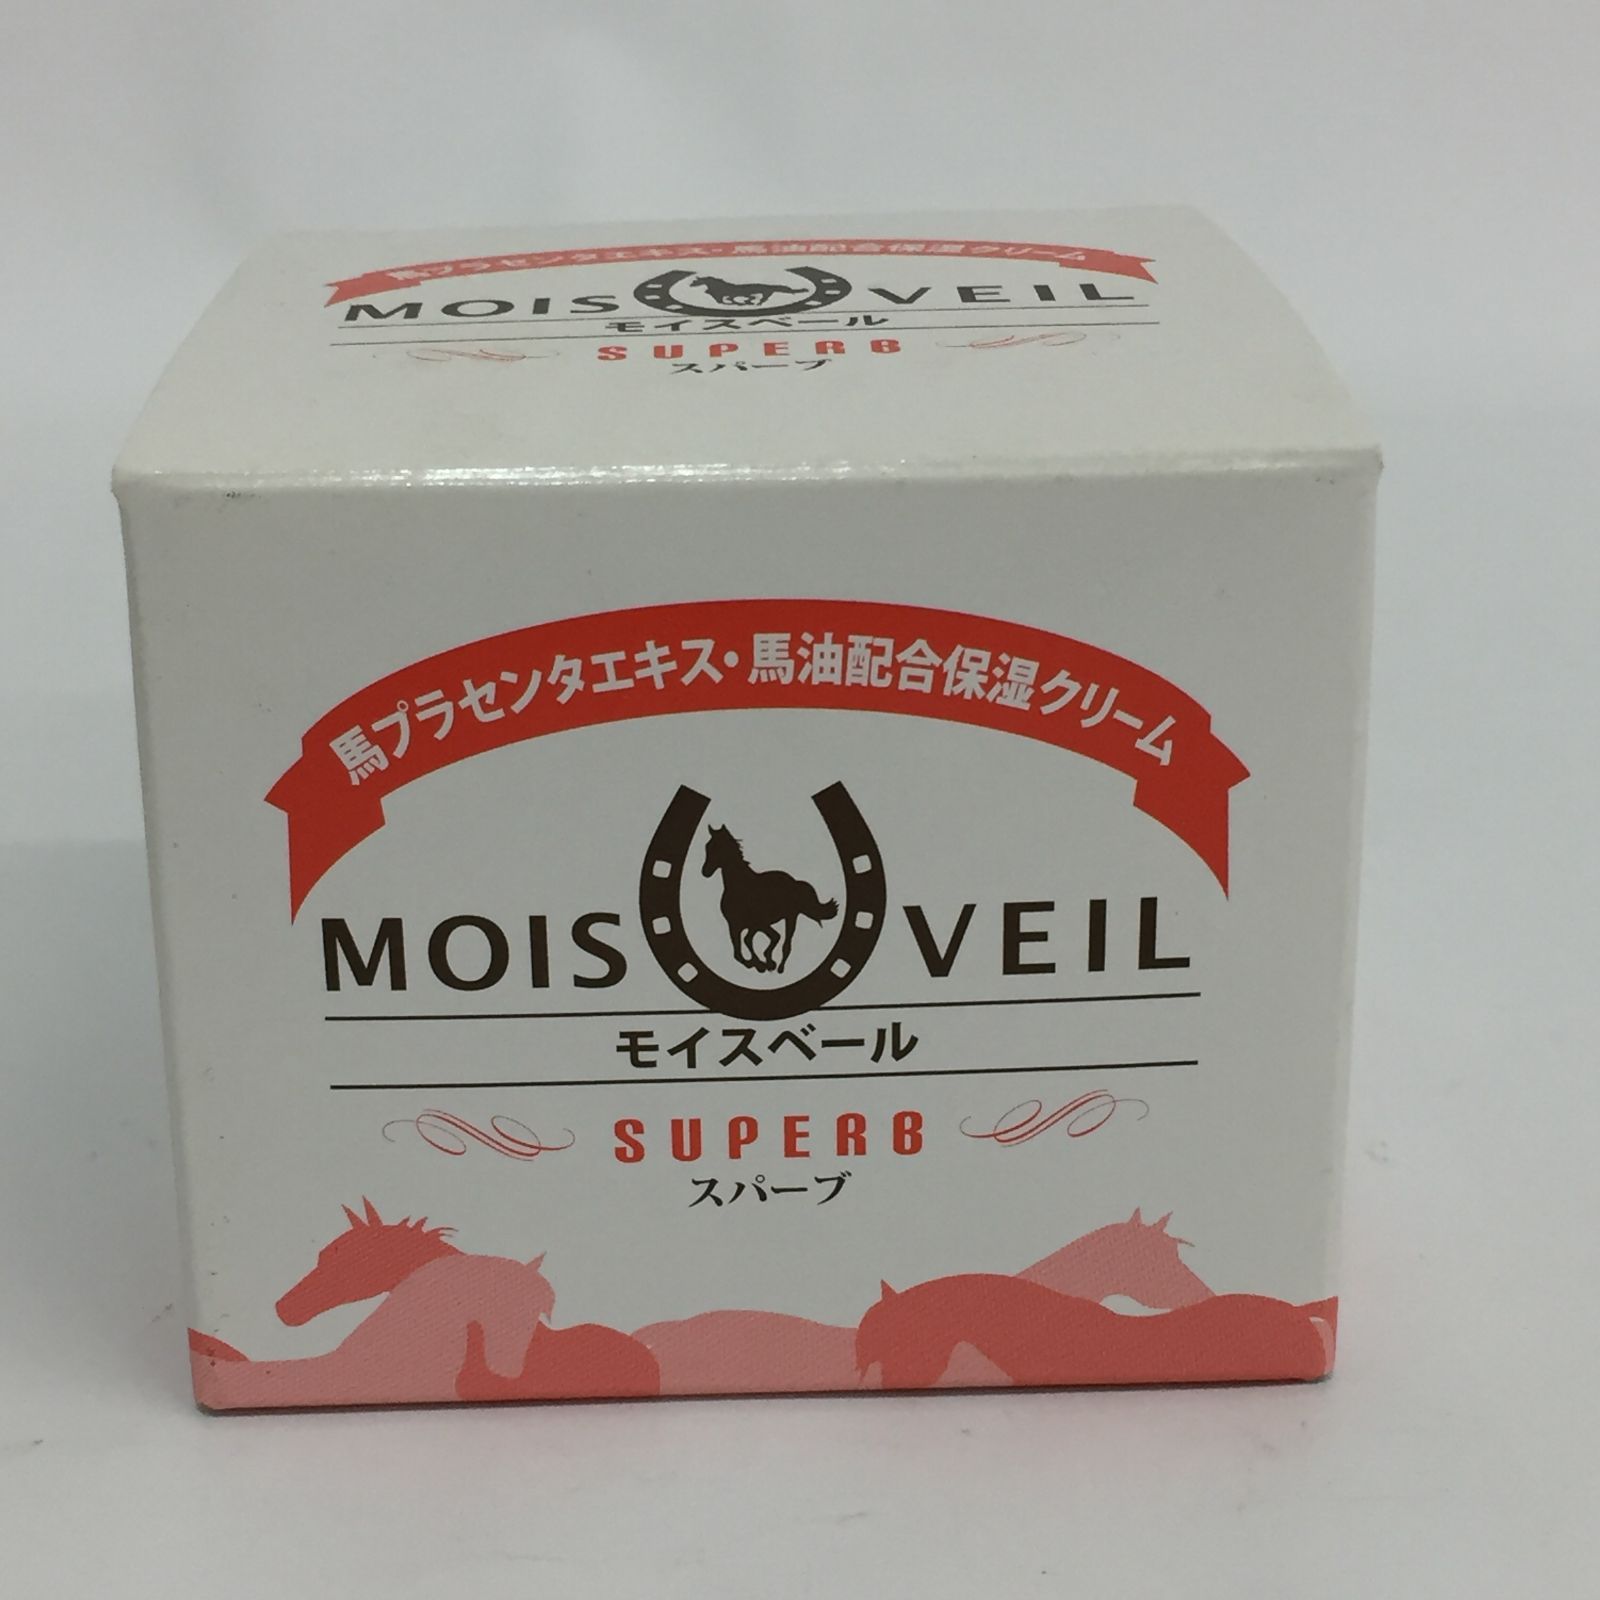 馬プラセンタエキス・馬油配合保湿クリーム
MOIS VEIL
モイスベール
SUPERB
スパーブ
馬プラセンタエキス・馬油配合保湿クリーム
MOIS VEIL
モイスベール
SUPERB
スパーブ